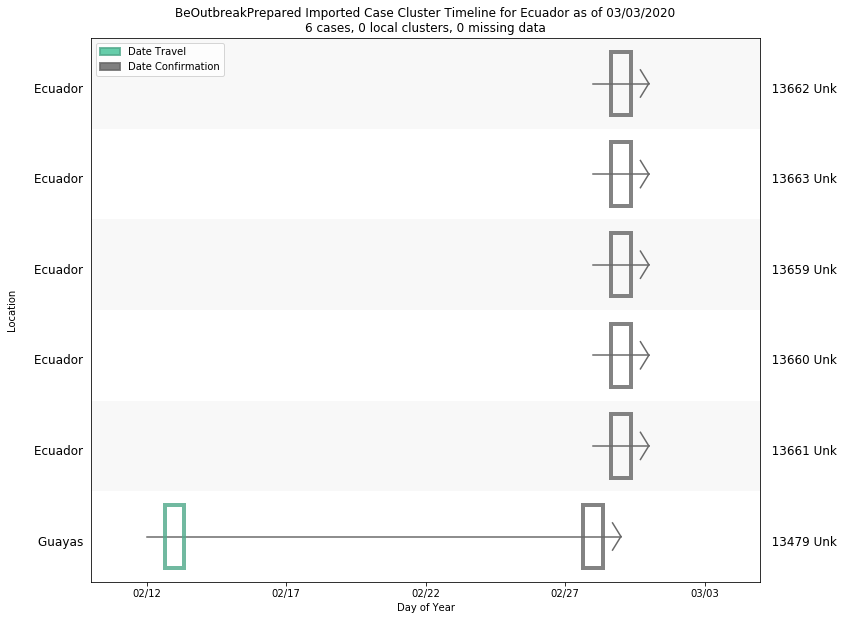 BeOutbreakPrepared Imported Case Cluster Timeline for Ecuador as of 03/03/2020
6 cases, 0 local clusters, 0 missing data
Date Travel
Date Confirmation
Ecuador 13662 Unk
Ecuador 13663 Unk
Ecuador 13659 Unk
Location
Ecuador 13660 Unk
Ecuador 13661 Unk
Guayas 13479 Unk
02/12 02/17 02/22 02/27 03/03
Day of Year